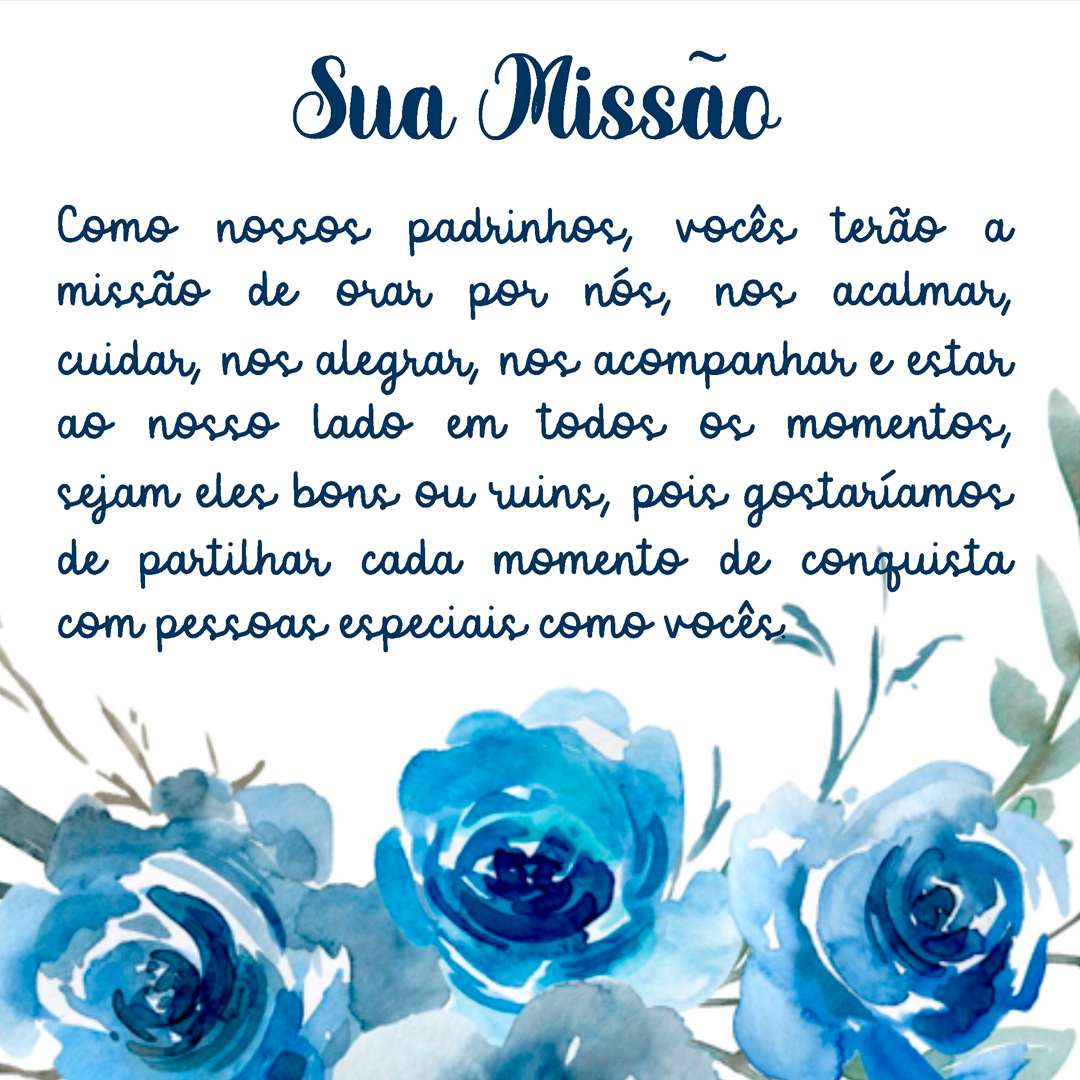 Sua Missão
Como nossos padrinhos, vocês terão a
missão de orar por nós, nos acalmar,
cuidar, nos alegrar, nos acompanhar e estar
ao nosso lado em todos os momentos,
sejam eles bons ou ruins, pois gostaríamos
de partilhar cada momento de conquista
com pessoas especiais como vocês.